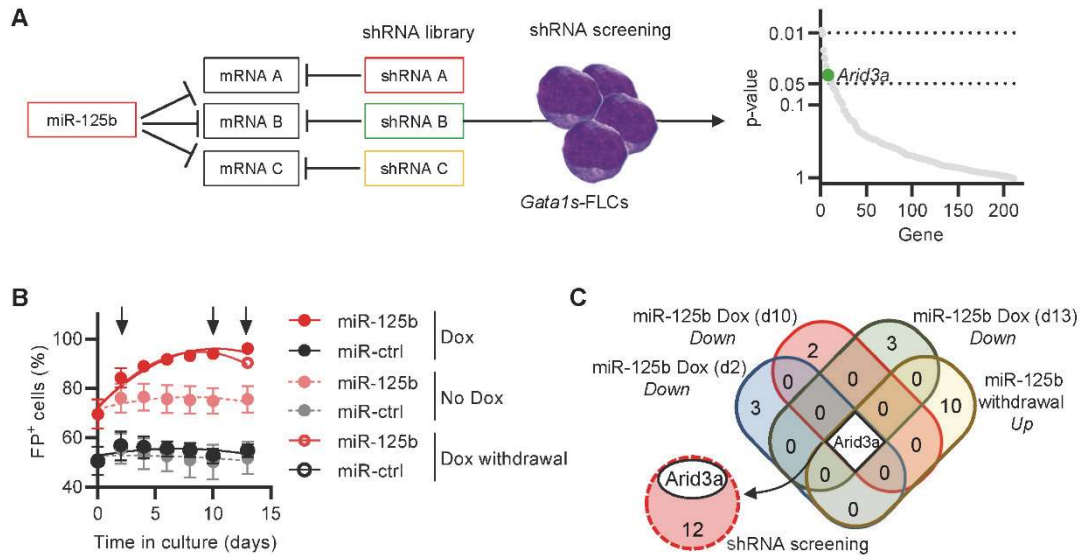 A
shRNA library
shRNA screening
miR-125b
mRNA A
mRNA B
mRNA C
shRNA A
shRNA B
shRNA C
Gata1s-FLCs
p-value
0.01
0.05
0.1
1
Arid3a
0 50 100 150 200
Gene
B
FP+ cells (%)
100
80
60
40
0 5 10 15
Time in culture (days)
miR-125b
miR-ctrl
Dox
miR-125b
miR-ctrl
No Dox
miR-125b
miR-ctrl
Dox withdrawal
C
miR-125b Dox (d10)
Down
miR-125b Dox (d13)
Down
miR-125b Dox (d2)
Down
miR-125b
withdrawal
Up
2 3
0
3 0 0 10
0 0
0 Arid3a 0
0 0
0
Arid3a
12
shRNA screening